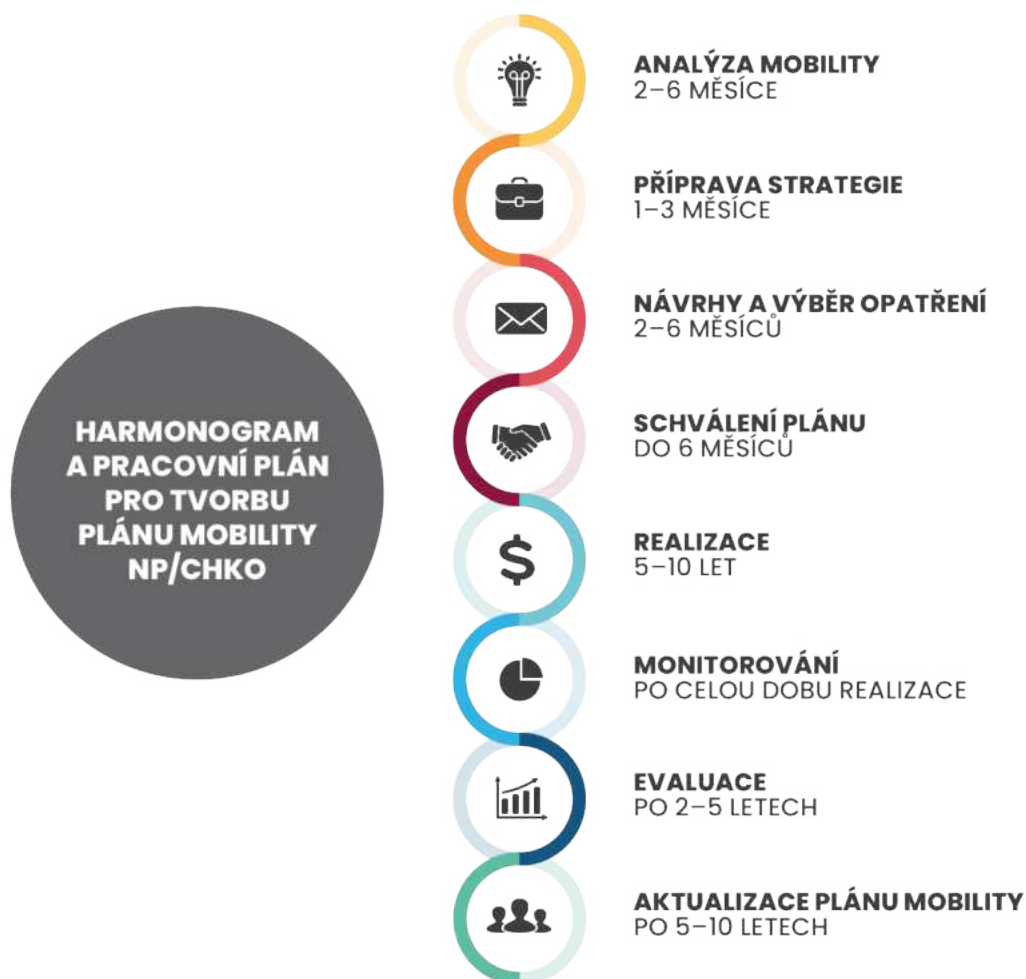 HARMONOGRAM
A PRACOVNÍ PLÁN
PRO TVORBU
PLÁNU MOBILITY
NP/CHKO
ANALÝZA MOBILITY
2–6 MĚSÍCE
PŘÍPRAVA STRATEGIE
1–3 MĚSÍCE
NÁVRHY A VÝBĚR OPATŘENÍ
2–6 MĚSÍCŮ
SCHVÁLENÍ PLÁNU
DO 6 MĚSÍCŮ
$
REALIZACE
5–10 LET
MONITOROVÁNÍ
PO CELOU DOBU REALIZACE
EVALUACE
PO 2–5 LETECH
AKTUALIZACE PLÁNU MOBILITY
PO 5–10 LETECH